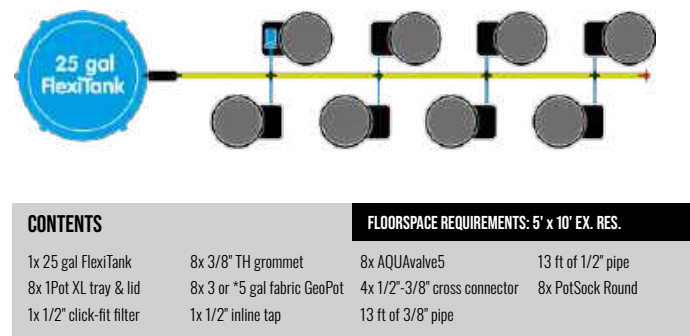 25 gal
FlexiTank
CONTENTS
FLOORSPACE REQUIREMENTS: 5' x 10' EX. RES.
1x 25 gal FlexiTank
8x 1Pot XL tray & lid
1x 1/2" click-fit filter
8x 3/8" TH grommet
8x 3 or *5 gal fabric GeoPot
1x 1/2" inline tap
8x AQUAvalve5
4x 1/2"-3/8" cross connector
13 ft of 3/8" pipe
13 ft of 1/2" pipe
8x PotSock Round